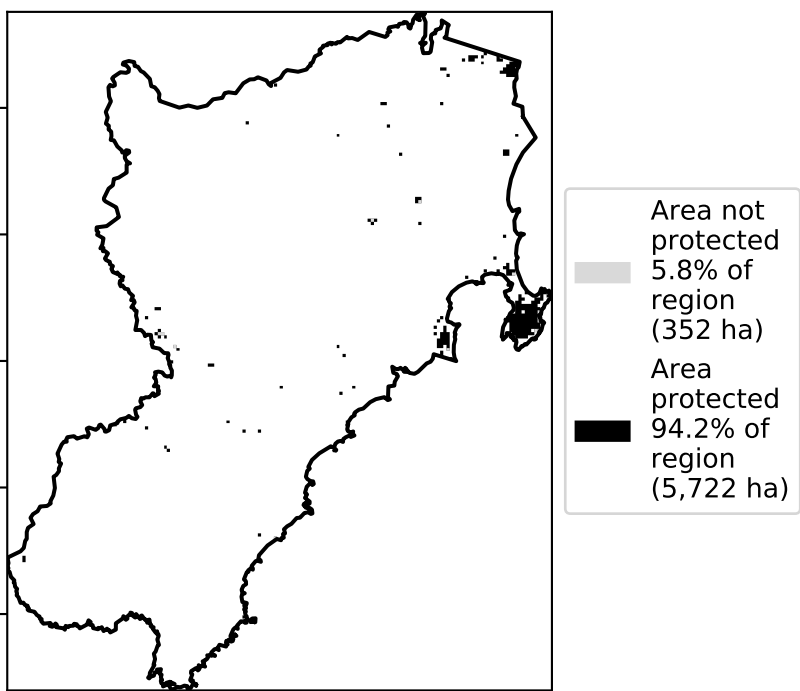 Area not
protected
5.8% of
region
(352 ha)
Area
protected
94.2% of
region
(5,722 ha)